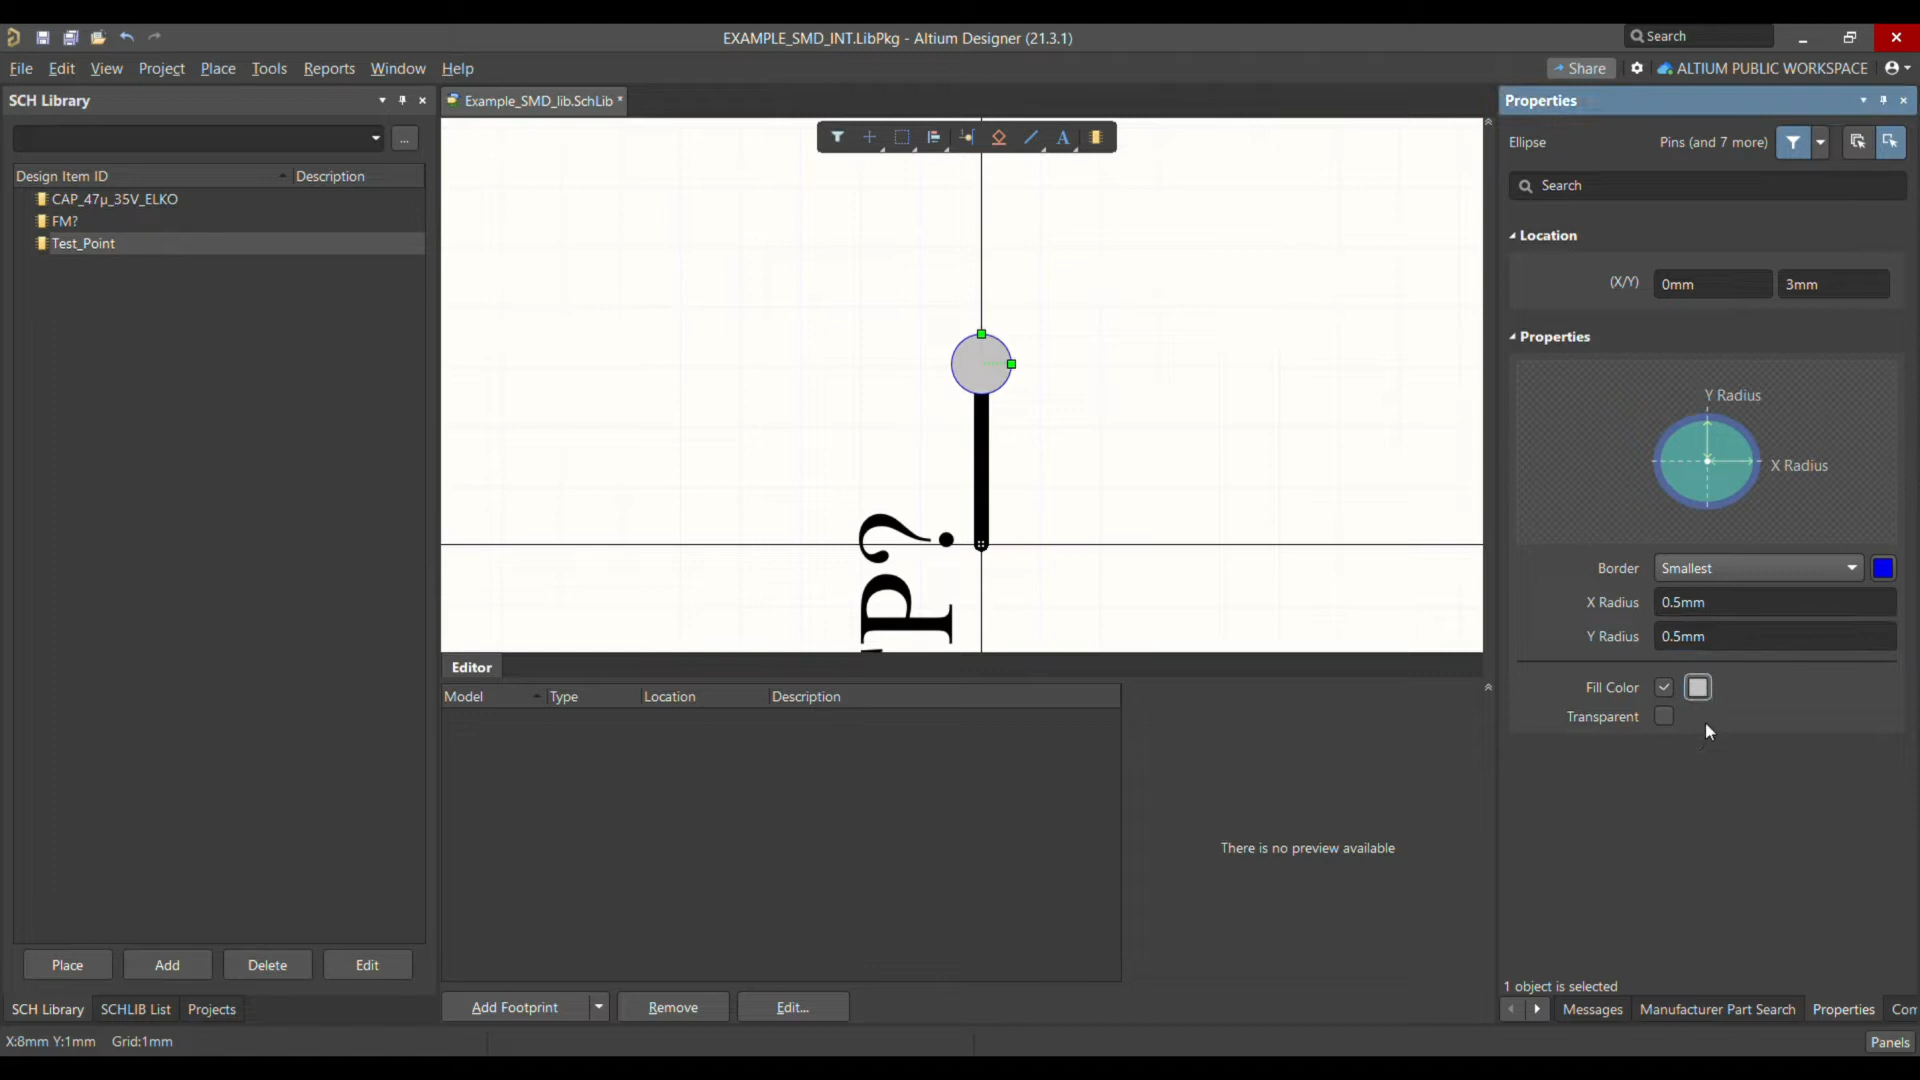 EXAMPLE_SMD_INT.LibPkg - Altium Designer (21.3.1)
Search
File Edit View Project Place Tools Reports Window Help
Share
ALTIUM PUBLIC WORKSPACE
SCH Library
Example_SMD_lib.SchLib *
Properties
...
Design Item ID
Description
CAP_47µ_35V_ELKO
FM?
Test_Point
A
P?
Ellipse
Pins (and 7 more)
Search
Location
(X/Y)
0mm
3mm
Properties
Y Radius
X Radius
Border
Smallest
X Radius
0.5mm
Y Radius
0.5mm
Fill Color
Transparent
Editor
Model
Type
Location
Description
There is no preview available
Place
Add
Delete
Edit
Add Footprint
Remove
Edit...
1 object is selected
SCH Library
SCHLIB List
Projects
Messages
Manufacturer Part Search
Properties
Com
X:8mm Y:1mm Grid:1mm
Panels